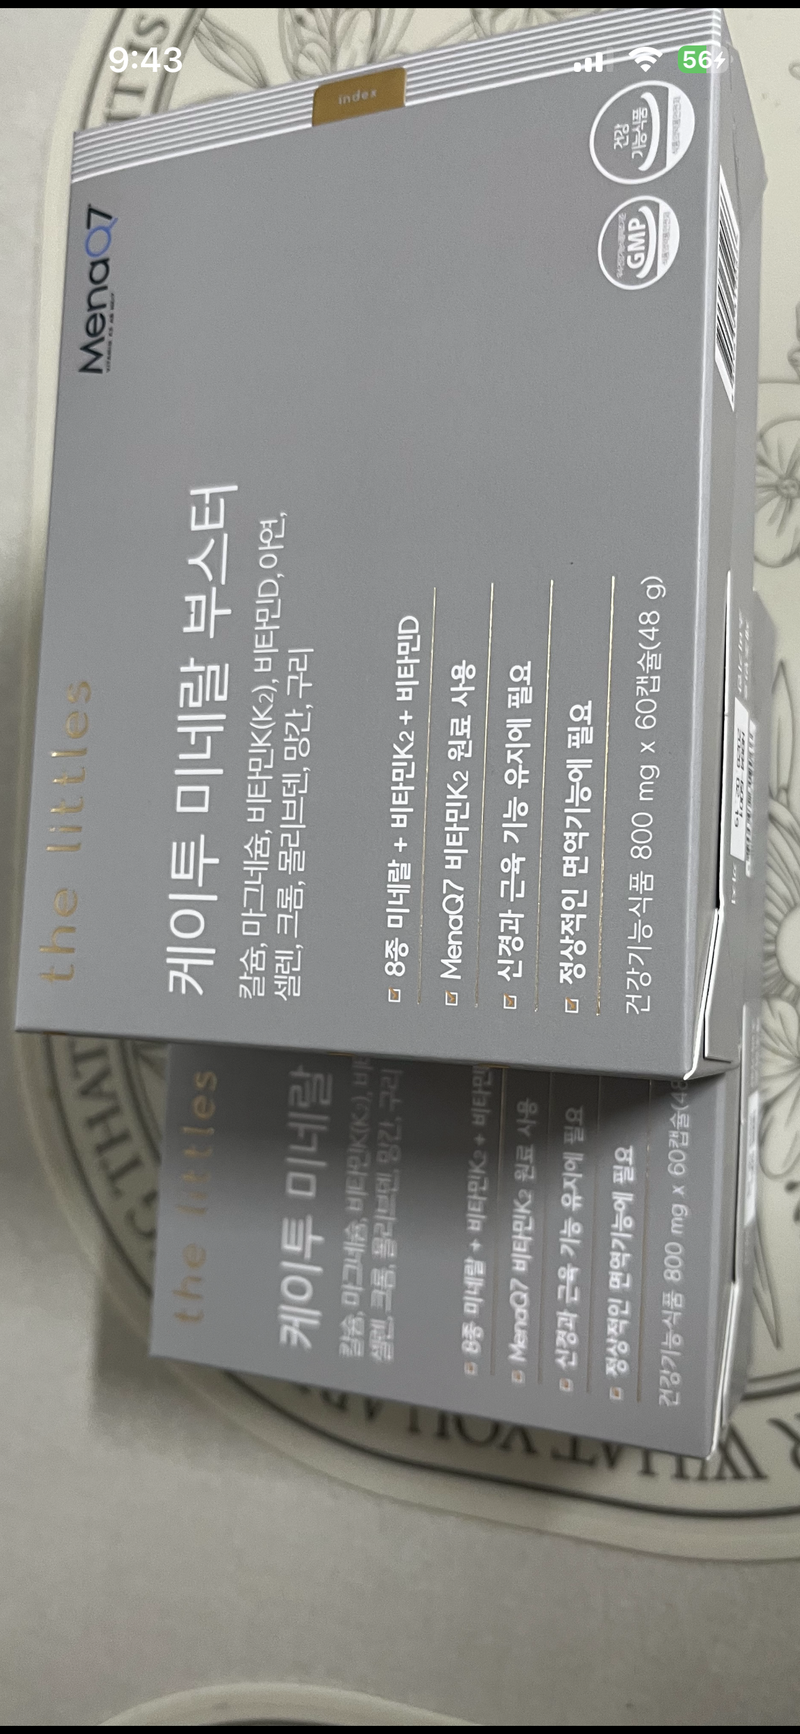 9:43
56
index
건강
기능식품
GMP
MenaQ7
the littles
케이투 미네랄 부스터
칼슘, 마그네슘, 비타민K(K2), 비타민D, 아연,
셀렌, 크롬, 몰리브덴, 망간, 구리
8종 미네랄 + 비타민K2 + 비타민D
MenaQ7 비타민K2 원료 사용
신경과 근육 기능 유지에 필요
정상적인 면역기능에 필요
건강기능식품 800 mg x 60캡슐(48 g)
the littles
케이투 미네랄
칼슘, 마그네슘, 비타민K(K2),
셀렌, 크롬, 몰리브덴, 망간, 구리
8종 미네랄 + 비타민K2 + 비타민
MenaQ7 비타민K2 원료 사용
신경과 근육 기능 유지에 필요
정상적인 면역기능에 필요
건강기능식품 800 mg x 60캡슐(48
THAT
WHAT YOU